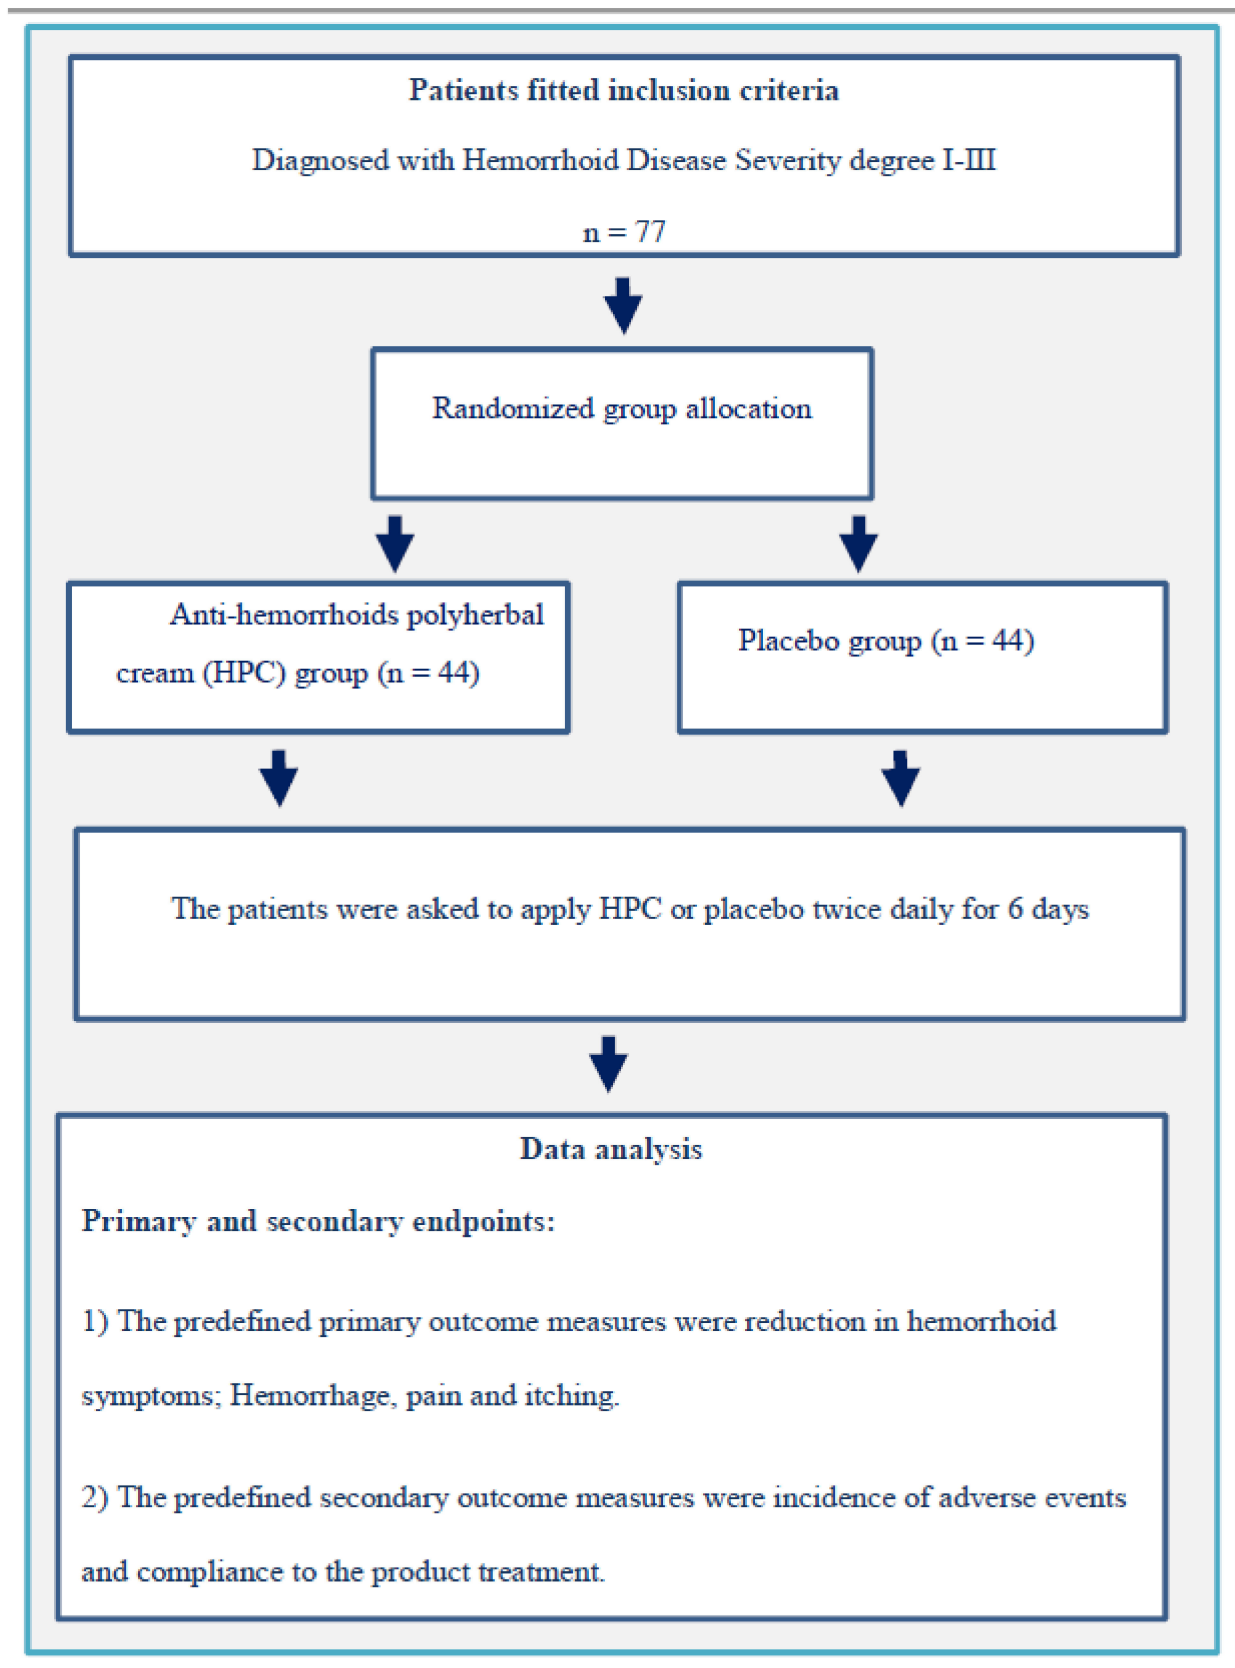 Patients fitted inclusion criteria
Diagnosed with Hemorrhoid Disease Severity degree I-III
n = 77
Randomized group allocation
Anti-hemorrhoids polyherbal
cream (HPC) group (n = 44)
Placebo group (n = 44)
The patients were asked to apply HPC or placebo twice daily for 6 days
Data analysis
Primary and secondary endpoints:
1) The predefined primary outcome measures were reduction in hemorrhoid
symptoms; Hemorrhage, pain and itching.
2) The predefined secondary outcome measures were incidence of adverse events
and compliance to the product treatment.